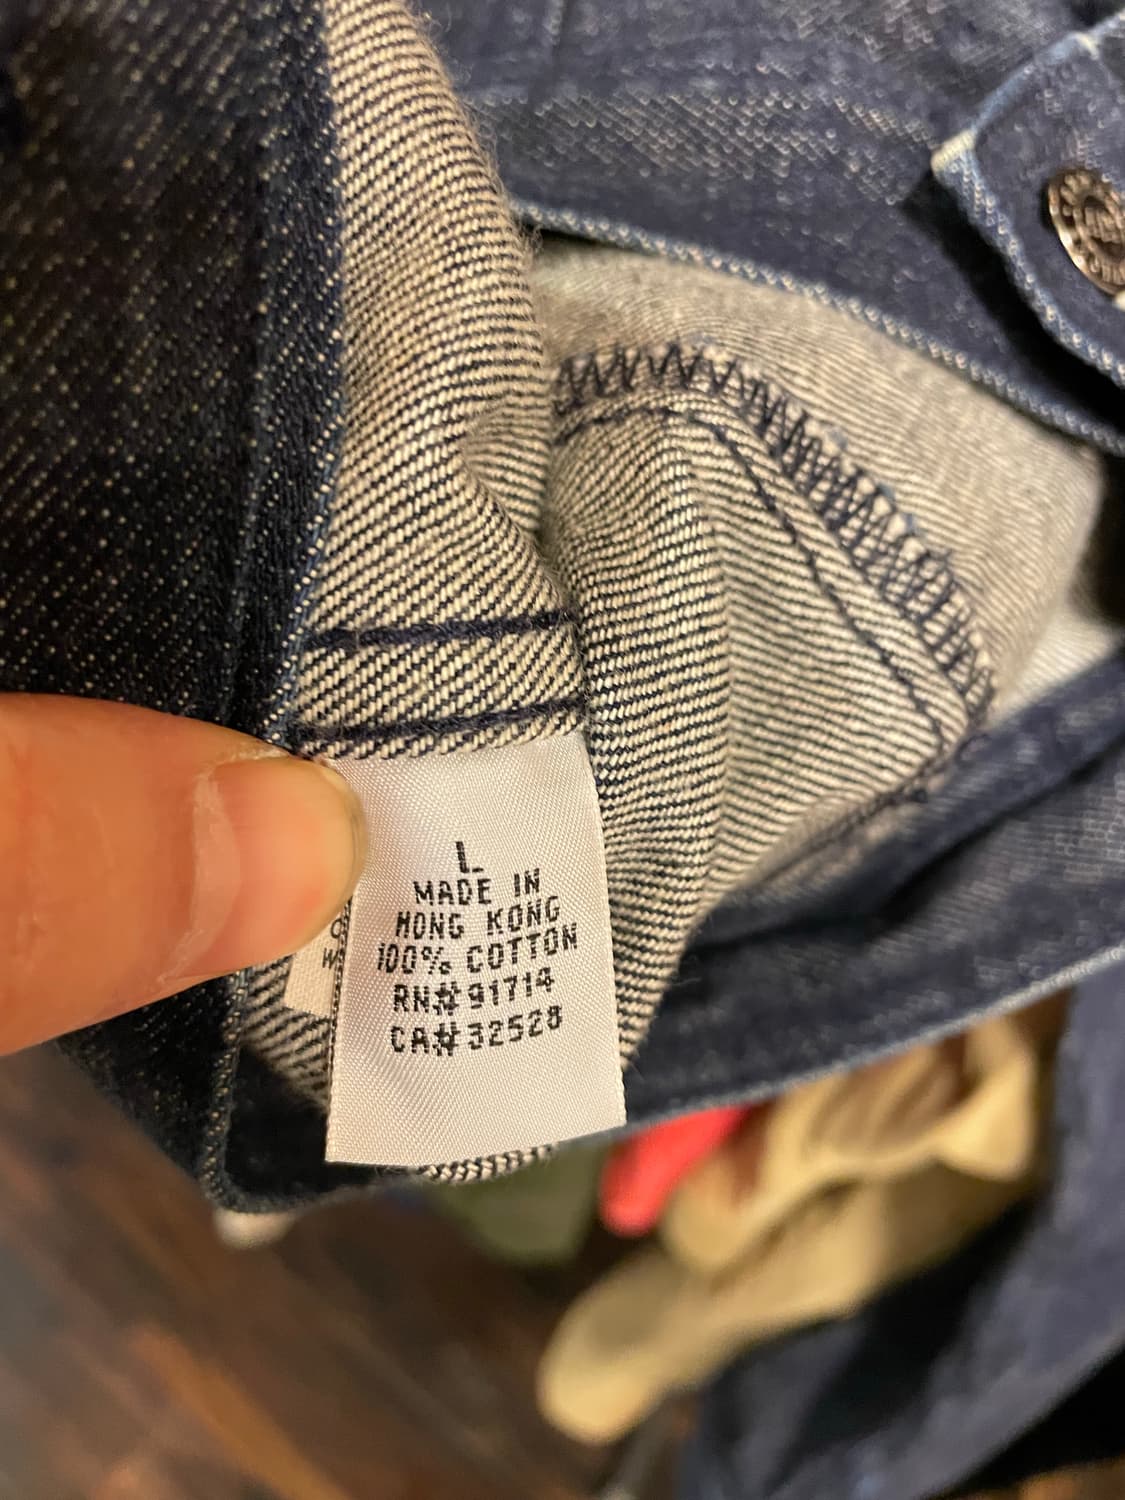 L
MADE IN
HONG KONG
100% COTTON
RN# 91714
CA# 32528